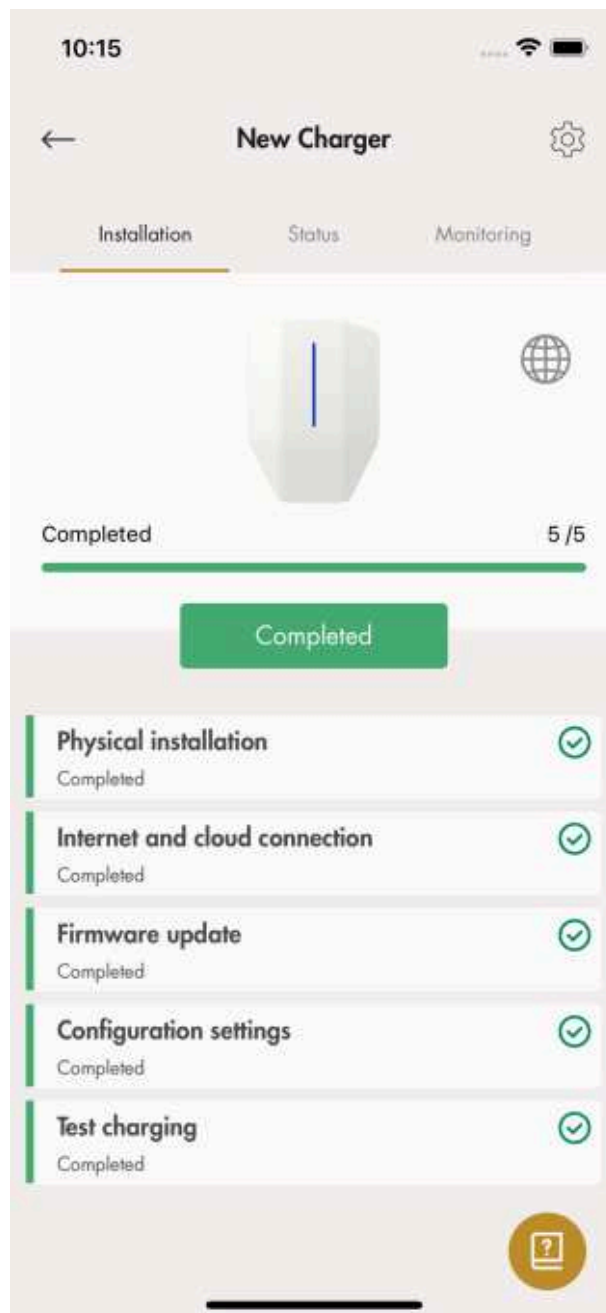 10:15
New Charger
Installation Status Monitoring
Completed 5 /5
Completed
Physical installation
Completed
Internet and cloud connection
Completed
Firmware update
Completed
Configuration settings
Completed
Test charging
Completed
?